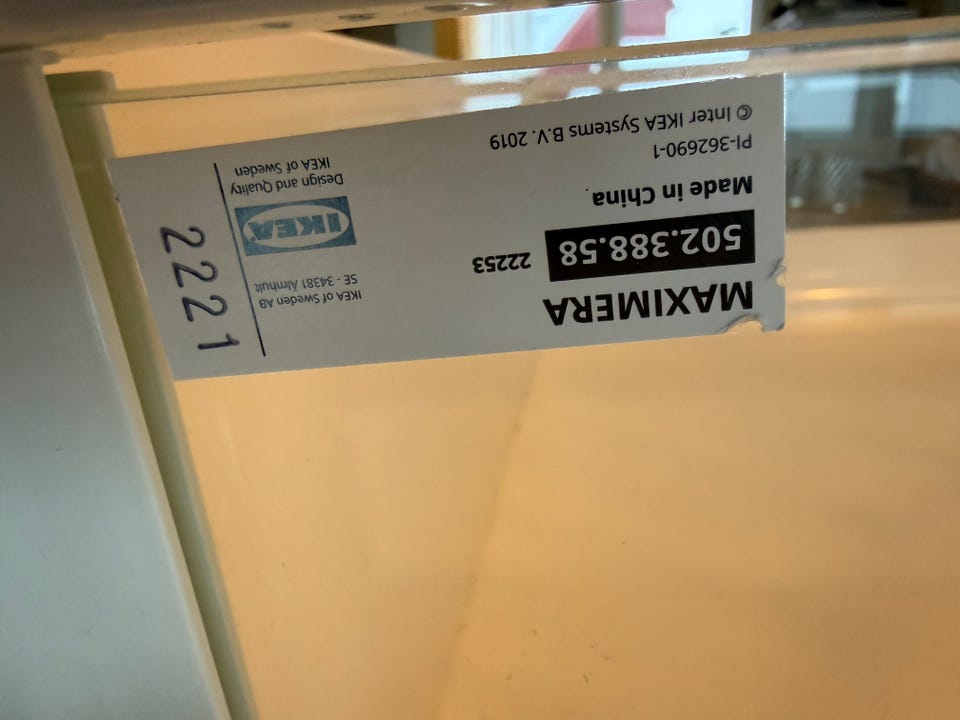 MAXIMERA
502.388.58 22253
Made in China
PI-362690-1
© Inter IKEA Systems B.V. 2019
IKEA of Sweden AB
SE - 34381 Älmhult
IKEA
Design and Quality
IKEA of Sweden
2221